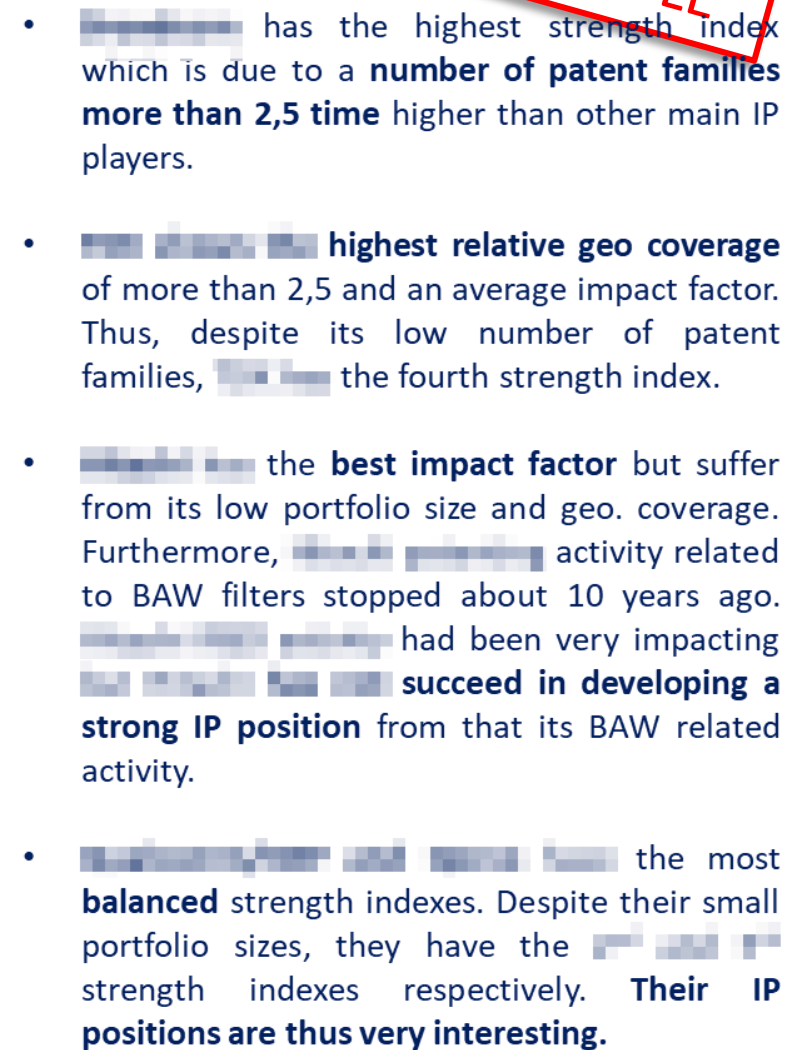 • has the highest strength index
which is due to a number of patent families
more than 2,5 time higher than other main IP
players.
• highest relative geo coverage
of more than 2,5 and an average impact factor.
Thus, despite its low number of patent
families, the fourth strength index.
• the best impact factor but suffer
from its low portfolio size and geo. coverage.
Furthermore, activity related
to BAW filters stopped about 10 years ago.
had been very impacting
succeed in developing a
strong IP position from that its BAW related
activity.
• the most
balanced strength indexes. Despite their small
portfolio sizes, they have the
strength indexes respectively. Their IP
positions are thus very interesting.